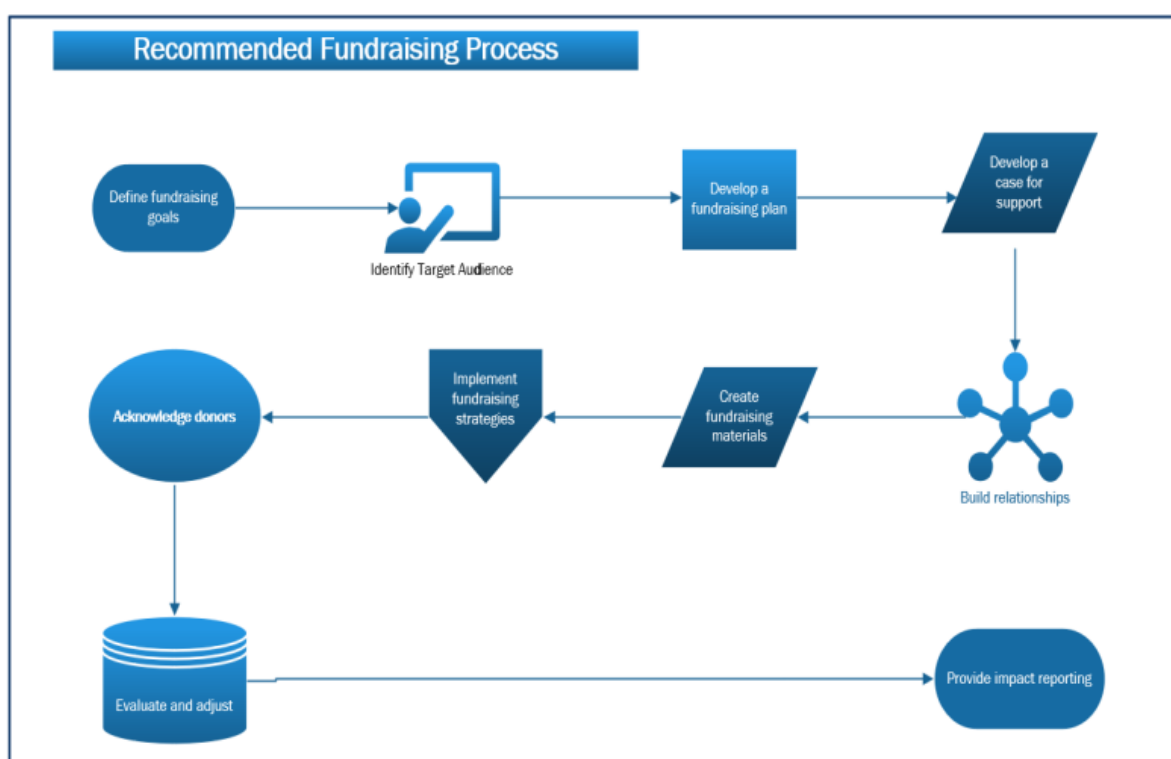 Recommended Fundraising Process
Define fundraising
goals
Identify Target Audience
Develop a
fundraising plan
Develop a
case for
support
Build relationships
Create
fundraising
materials
Implement
fundraising
strategies
Acknowledge donors
Evaluate and adjust
Provide impact reporting